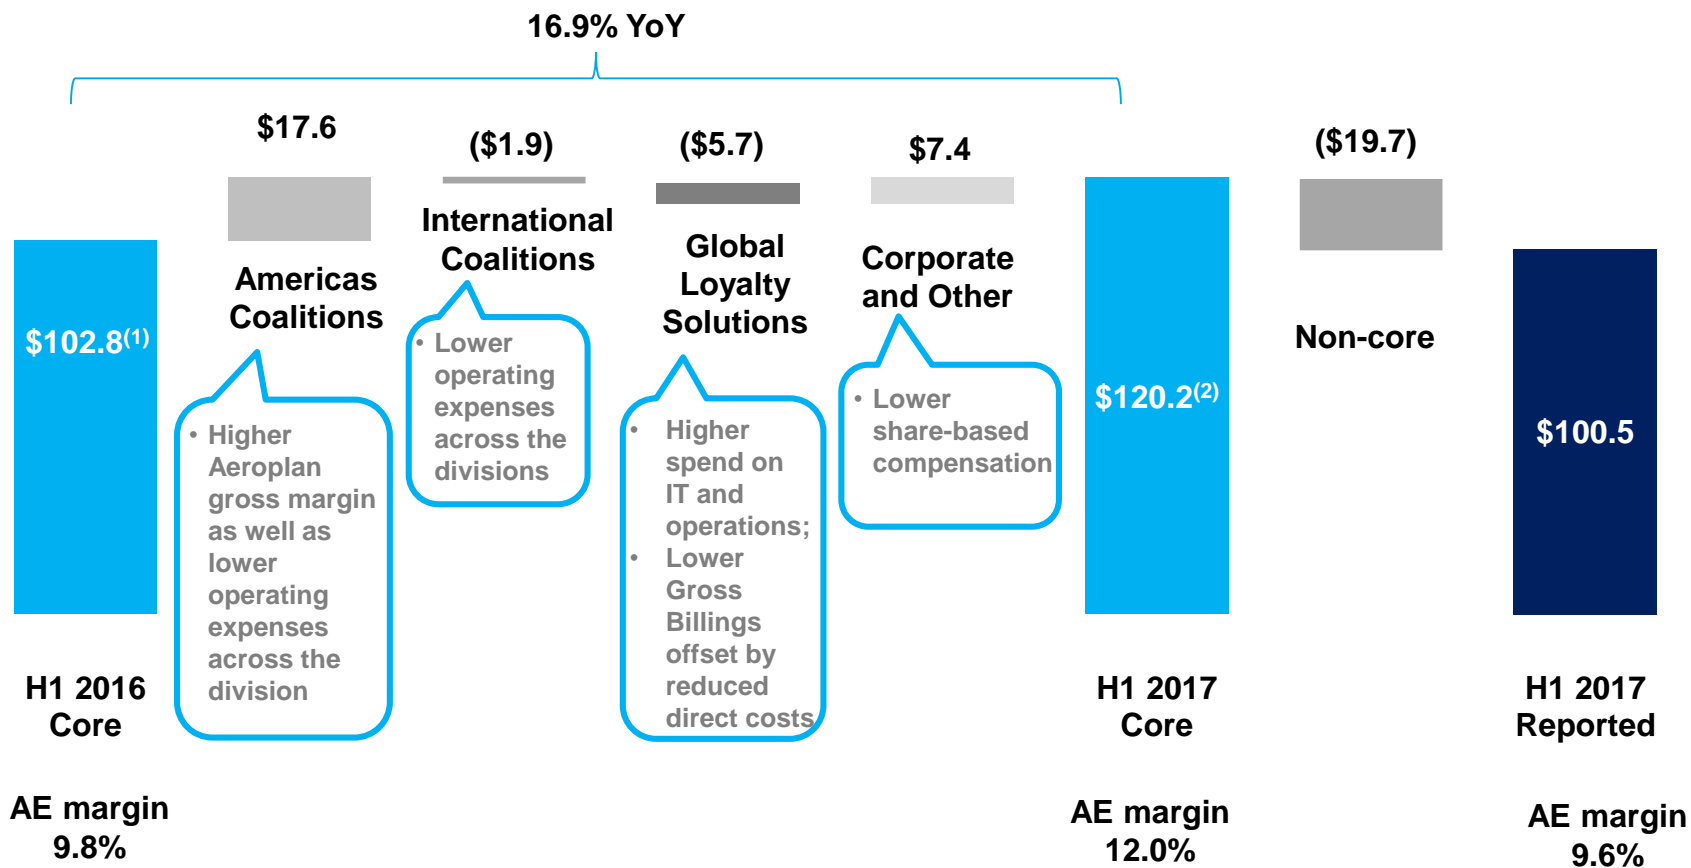 16.9% YoY
$17.6
($1.9)
($5.7)
$7.4
($19.7)
International
Coalitions
Americas
Coalitions
Global
Loyalty
Solutions
Corporate
and Other
Non-core
$102.8(1)
$120.2(2)
$100.5
• Higher
Aeroplan
gross margin
as well as
lower
operating
expenses
across the
division
• Lower
operating
expenses
across the
divisions
• Higher
spend on
IT and
operations;
• Lower
Gross
Billings
offset by
reduced
direct costs
• Lower
share-based
compensation
H1 2016
Core
H1 2017
Core
H1 2017
Reported
AE margin
9.8%
AE margin
12.0%
AE margin
9.6%